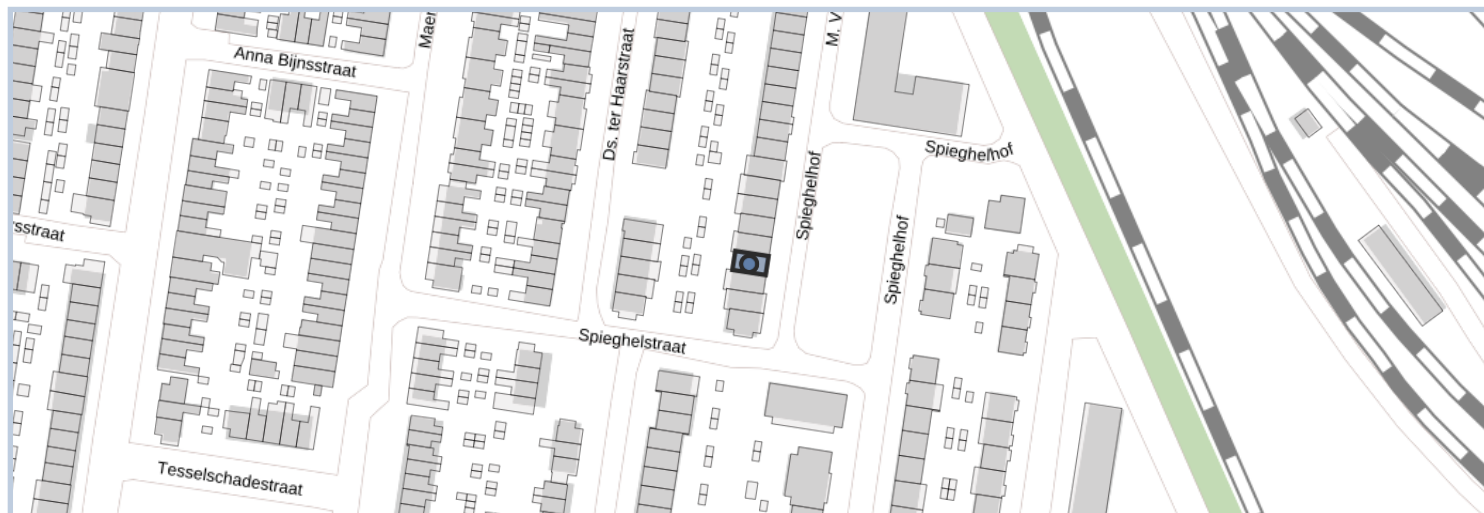 Anna Bijnsstraat
Maer
Ds. ter Haarstraat
M. V
Spieghelhof
Spieghelhof
Spieghelhof
sstraat
Spieghelstraat
Tesselschadestraat